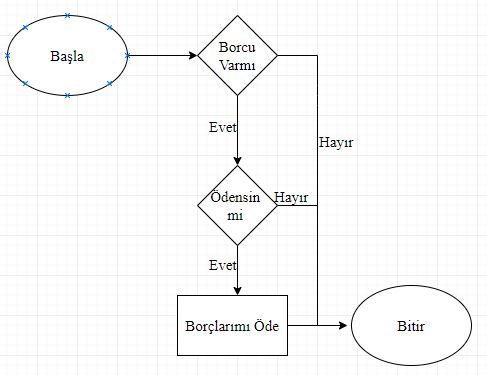 Başla
Borcu
Varmı
Evet
Hayır
Ödensin
mi
Hayır
Evet
Borçlarımı Öde
Bitir